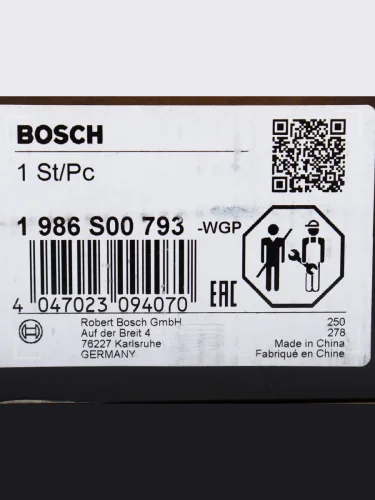 BOSCH
1 St/Pc
1 986 S00 793 -WGP
4 047023 094070
EAC
Robert Bosch GmbH
Auf der Breit 4
76227 Karlsruhe
GERMANY
250
278
Made in China
Fabriqué en Chine